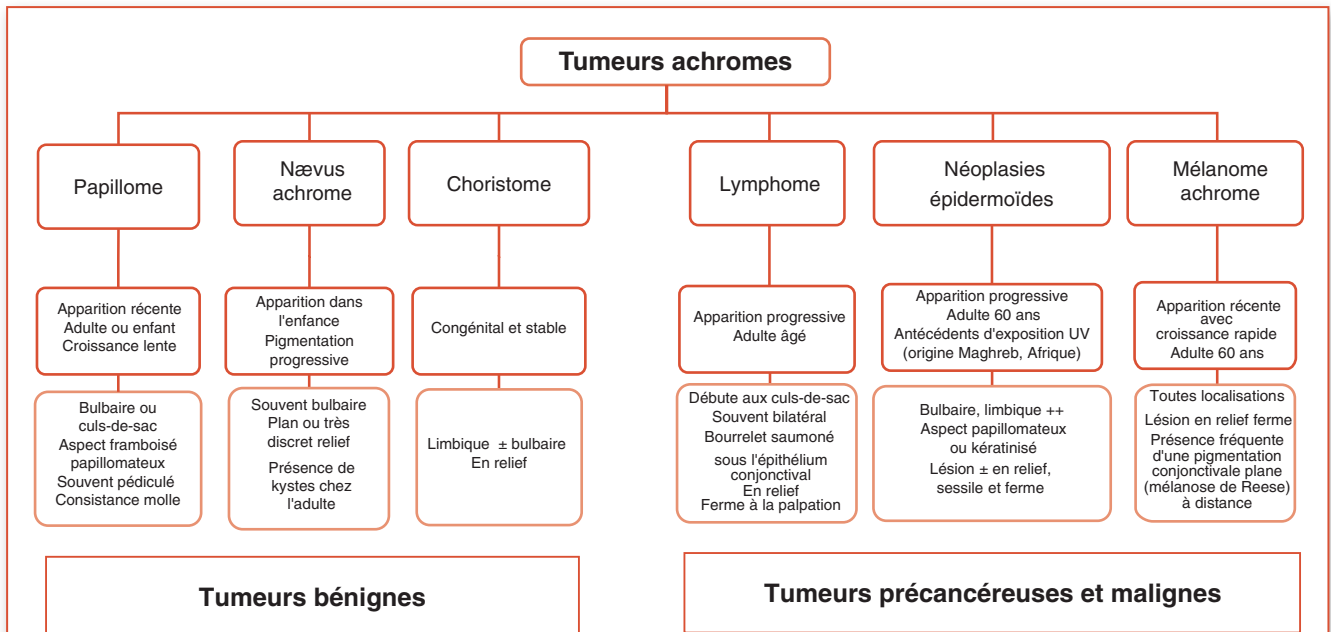 Tumeurs achromes
Papillome
Nævus
achrome
Choristome
Lymphome
Néoplasies
épidermoïdes
Mélanome
achrome
Apparition récente
Adulte ou enfant
Croissance lente
Apparition dans
l'enfance
Pigmentation
progressive
Congénital et stable
Apparition progressive
Adulte âgé
Apparition progressive
Adulte 60 ans
Antécédents d'exposition UV
(origine Maghreb, Afrique)
Apparition récente
avec
croissance rapide
Adulte 60 ans
Bulbaire ou
culs-de-sac
Aspect framboisé
papillomateux
Souvent pédiculé
Consistance molle
Souvent bulbaire
Plan ou très
discret relief
Présence de
kystes chez
l'adulte
Limbique ± bulbaire
En relief
Débute aux culs-de-sac
Souvent bilatéral
Bourrelet saumoné
sous l'épithélium
conjonctival
En relief
Ferme à la palpation
Bulbaire, limbique ++
Aspect papillomateux
ou kératinisé
Lésion ± en relief,
sessile et ferme
Toutes localisations
Lésion en relief ferme
Présence fréquente
d'une pigmentation
conjonctivale plane
(mélanose de Reese)
à distance
Tumeurs bénignes
Tumeurs précancéreuses et malignes